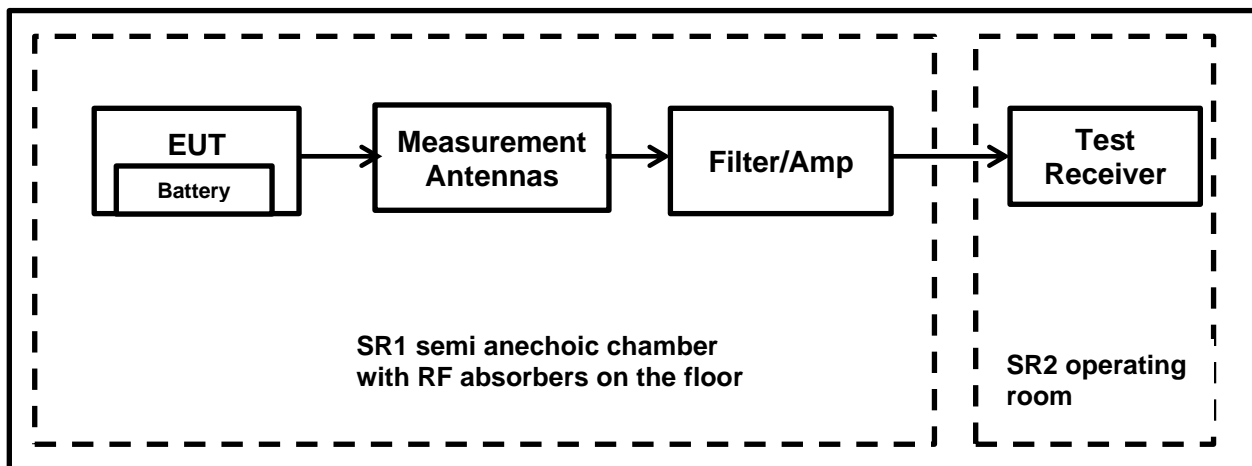 EUT
Battery
Measurement
Antennas
Filter/Amp
Test
Receiver
SR1 semi anechoic chamber
with RF absorbers on the floor
SR2 operating
room